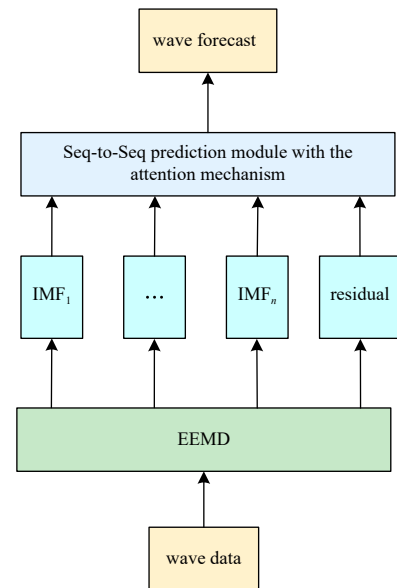 wave forecast
Seq-to-Seq prediction module with the
attention mechanism
IMF₁
...
IMFₙ
residual
EEMD
wave data